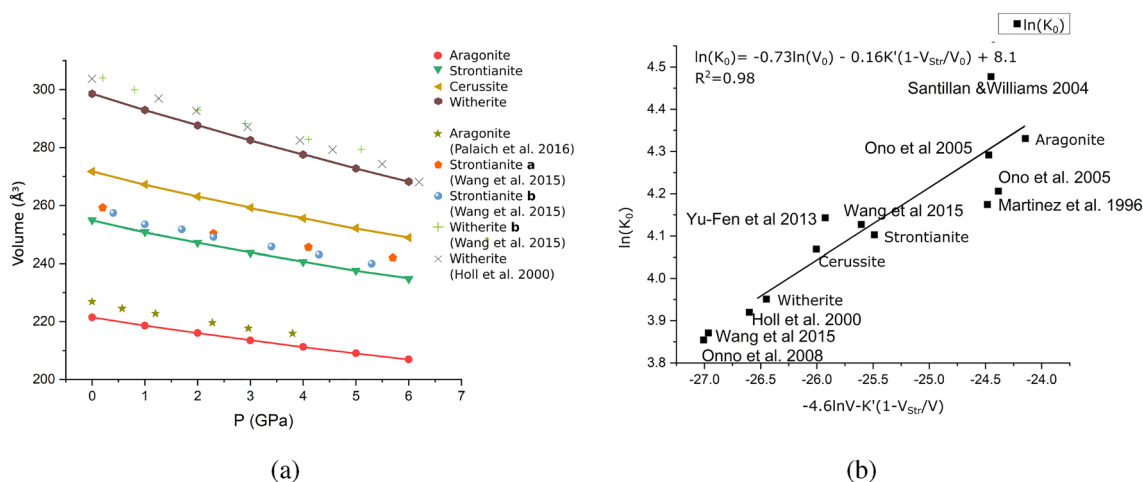 Aragonite
Strontianite
Cerussite
Witherite
Aragonite
(Palaich et al. 2016)
Strontianite a
(Wang et al. 2015)
Strontianite b
(Wang et al. 2015)
Witherite b
(Wang et al. 2015)
Witherite
(Holl et al. 2000)
Volume (Å³)
300
280
260
240
220
200
0 1 2 3 4 5 6 7
P (GPa)
(a)
ln(K₀)
ln(K₀)= -0.73ln(V₀) - 0.16K'(1-V_Str/V₀) + 8.1
R²=0.98
Santillan &Williams 2004
Aragonite
Ono et al 2005
Ono et al. 2005
Martinez et al. 1996
Yu-Fen et al 2013
Wang et al 2015
Strontianite
Cerussite
Witherite
Holl et al. 2000
Wang et al 2015
Onno et al. 2008
ln(K₀)
4.5
4.4
4.3
4.2
4.1
4.0
3.9
3.8
-27.0 -26.5 -26.0 -25.5 -25.0 -24.5 -24.0
-4.6lnV-K'(1-V_Str/V)
(b)